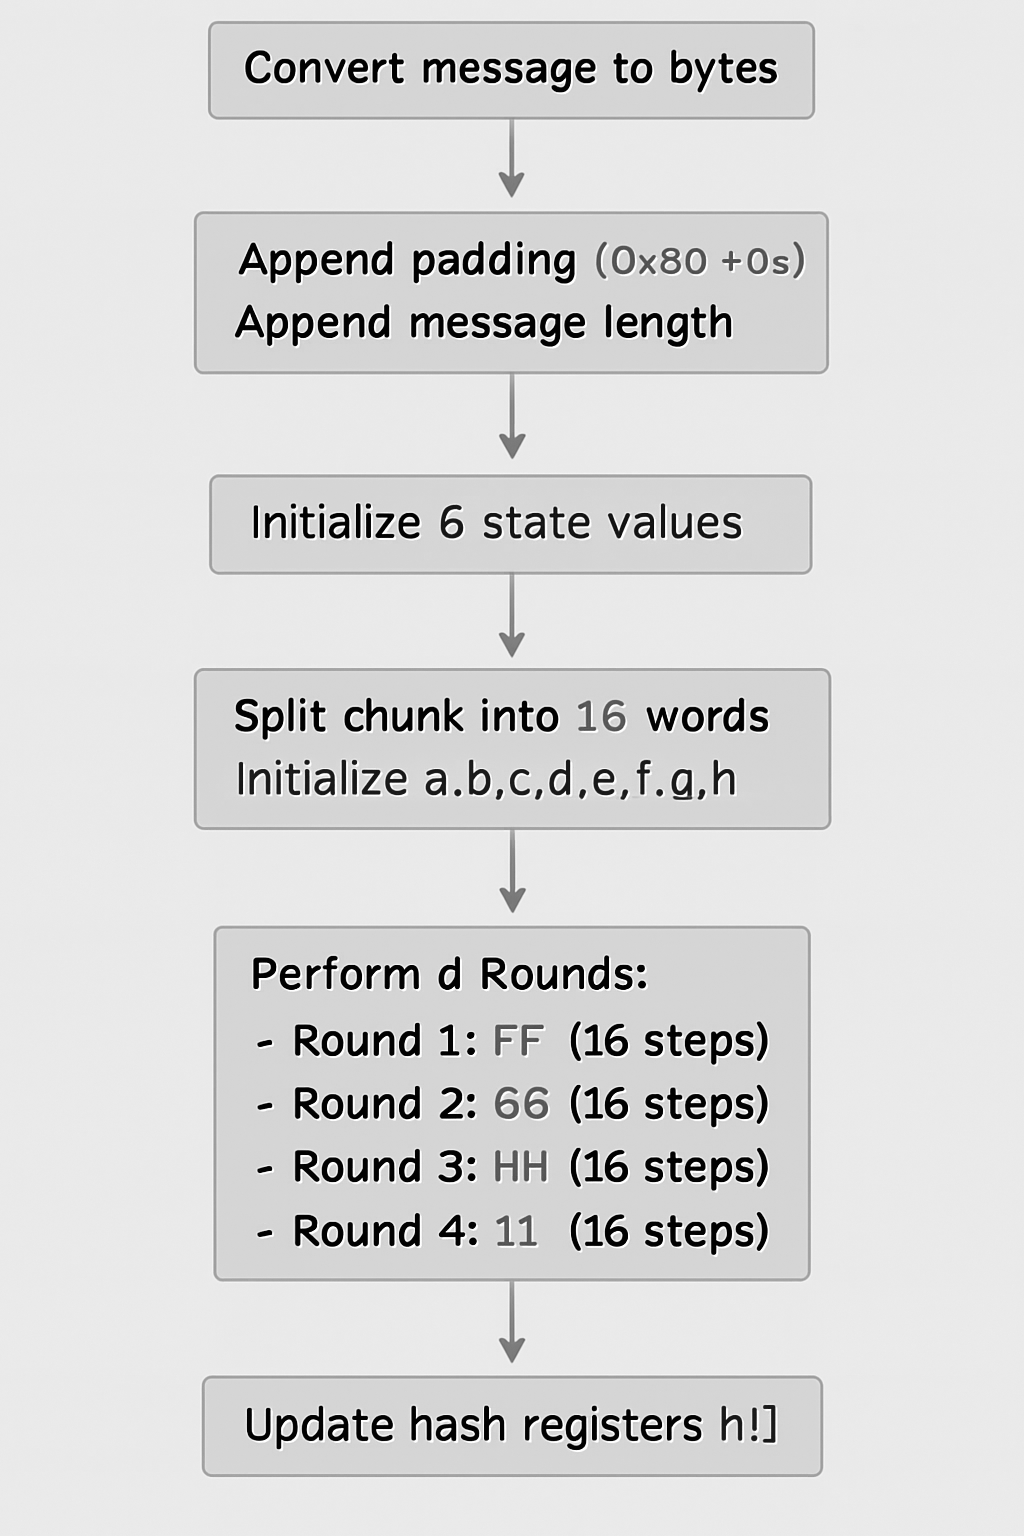 Convert message to bytes
Append padding (0x80 +0s)
Append message length
Initialize 6 state values
Split chunk into 16 words
Initialize a.b,c,d,e,f.g,h
Perform d Rounds:
- Round 1: FF (16 steps)
- Round 2: 66 (16 steps)
- Round 3: HH (16 steps)
- Round 4: 11 (16 steps)
Update hash registers h!]